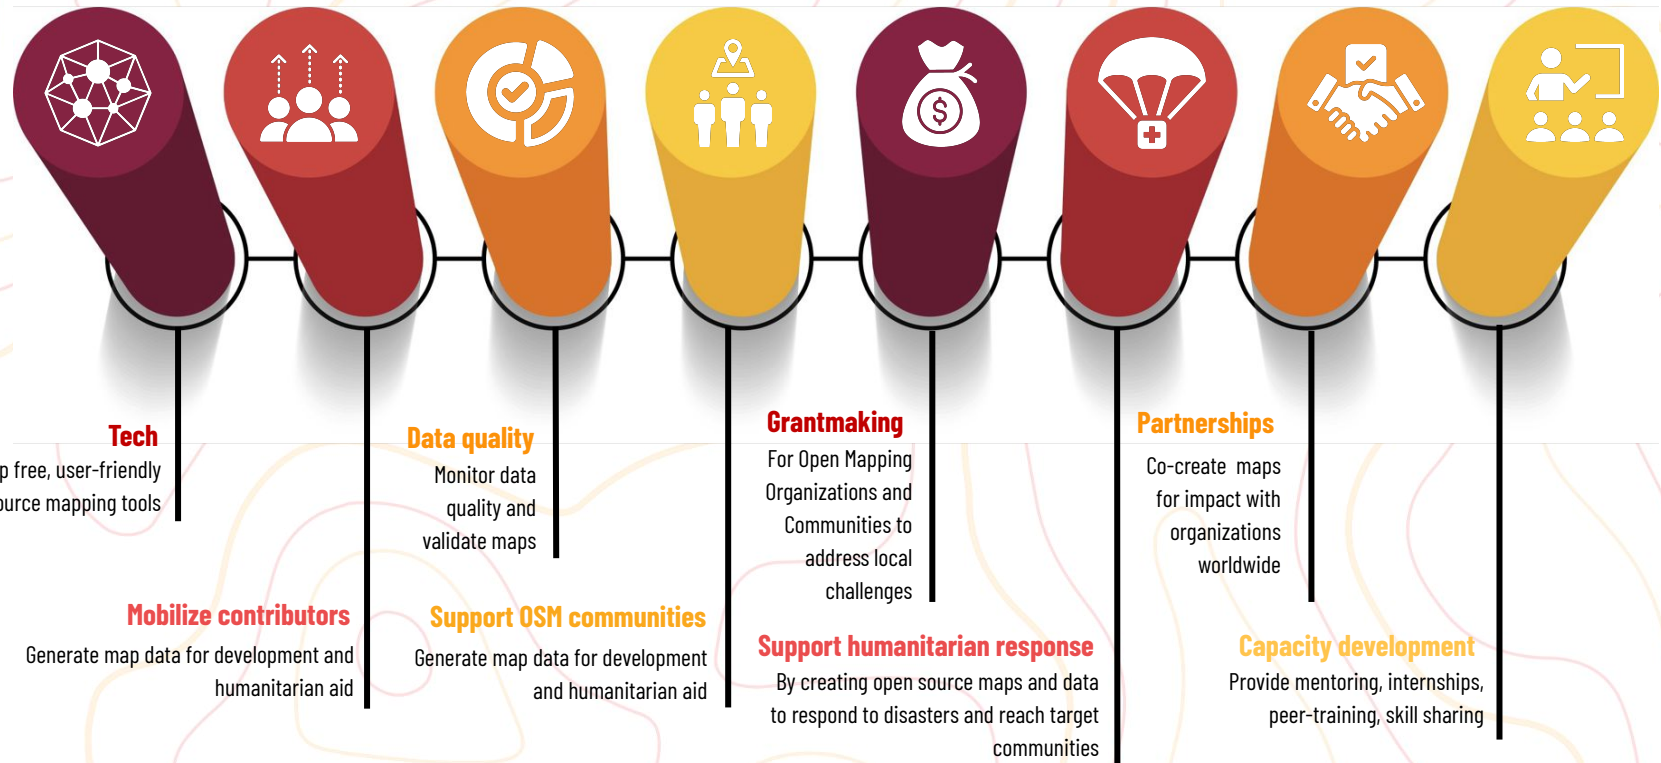 Tech
p free, user-friendly
ource mapping tools
Mobilize contributors
Generate map data for development and
humanitarian aid
Data quality
Monitor data
quality and
validate maps
Support OSM communities
Generate map data for development
and humanitarian aid
Grantmaking
For Open Mapping
Organizations and
Communities to
address local
challenges
Support humanitarian response
By creating open source maps and data
to respond to disasters and reach target
communities
Partnerships
Co-create maps
for impact with
organizations
worldwide
Capacity development
Provide mentoring, internships,
peer-training, skill sharing